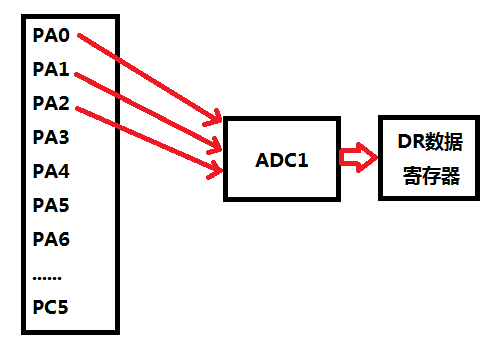 PA0
PA1
PA2
PA3
PA4
PA5
PA6
......
PC5
ADC1
DR数据
寄存器